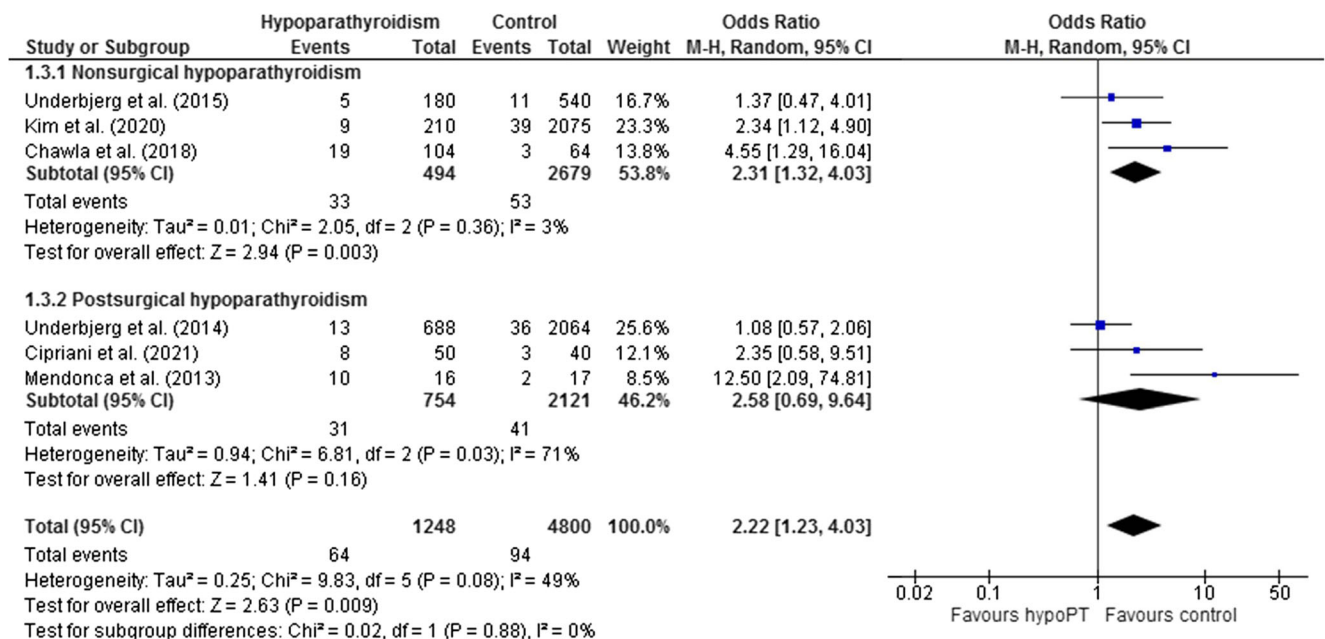 Hypoparathyroidism Control Odds Ratio Odds Ratio
Study or Subgroup Events Total Events Total Weight M-H, Random, 95% CI M-H, Random, 95% CI
1.3.1 Nonsurgical hypoparathyroidism
Underbjerg et al. (2015) 5 180 11 540 16.7% 1.37 [0.47, 4.01]
Kim et al. (2020) 9 210 39 2075 23.3% 2.34 [1.12, 4.90]
Chawla et al. (2018) 19 104 3 64 13.8% 4.55 [1.29, 16.04]
Subtotal (95% CI) 494 2679 53.8% 2.31 [1.32, 4.03]
Total events 33 53
Heterogeneity: Tau² = 0.01; Chi² = 2.05, df = 2 (P = 0.36); I² = 3%
Test for overall effect: Z = 2.94 (P = 0.003)
1.3.2 Postsurgical hypoparathyroidism
Underbjerg et al. (2014) 13 688 36 2064 25.6% 1.08 [0.57, 2.06]
Cipriani et al. (2021) 8 50 3 40 12.1% 2.35 [0.58, 9.51]
Mendonca et al. (2013) 10 16 2 17 8.5% 12.50 [2.09, 74.81]
Subtotal (95% CI) 754 2121 46.2% 2.58 [0.69, 9.64]
Total events 31 41
Heterogeneity: Tau² = 0.94; Chi² = 6.81, df = 2 (P = 0.03); I² = 71%
Test for overall effect: Z = 1.41 (P = 0.16)
Total (95% CI) 1248 4800 100.0% 2.22 [1.23, 4.03]
Total events 64 94
Heterogeneity: Tau² = 0.25; Chi² = 9.83, df = 5 (P = 0.08); I² = 49%
Test for overall effect: Z = 2.63 (P = 0.009)
Test for subgroup differences: Chi² = 0.02, df = 1 (P = 0.88), I² = 0%
0.02 0.1 1 10 50
Favours hypoPT Favours control